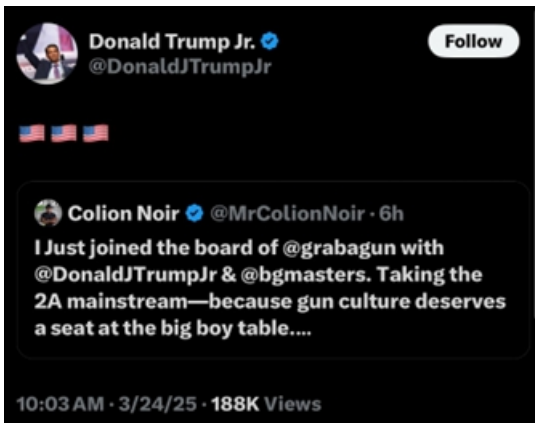 Donald Trump Jr.
Follow
@DonaldJTrumpJr
🇺🇸 🇺🇸 🇺🇸
Colion Noir @MrColionNoir · 6h
I Just joined the board of @grabagun with
@DonaldJTrumpJr & @bgmasters. Taking the
2A mainstream—because gun culture deserves
a seat at the big boy table....
10:03 AM · 3/24/25 · 188K Views